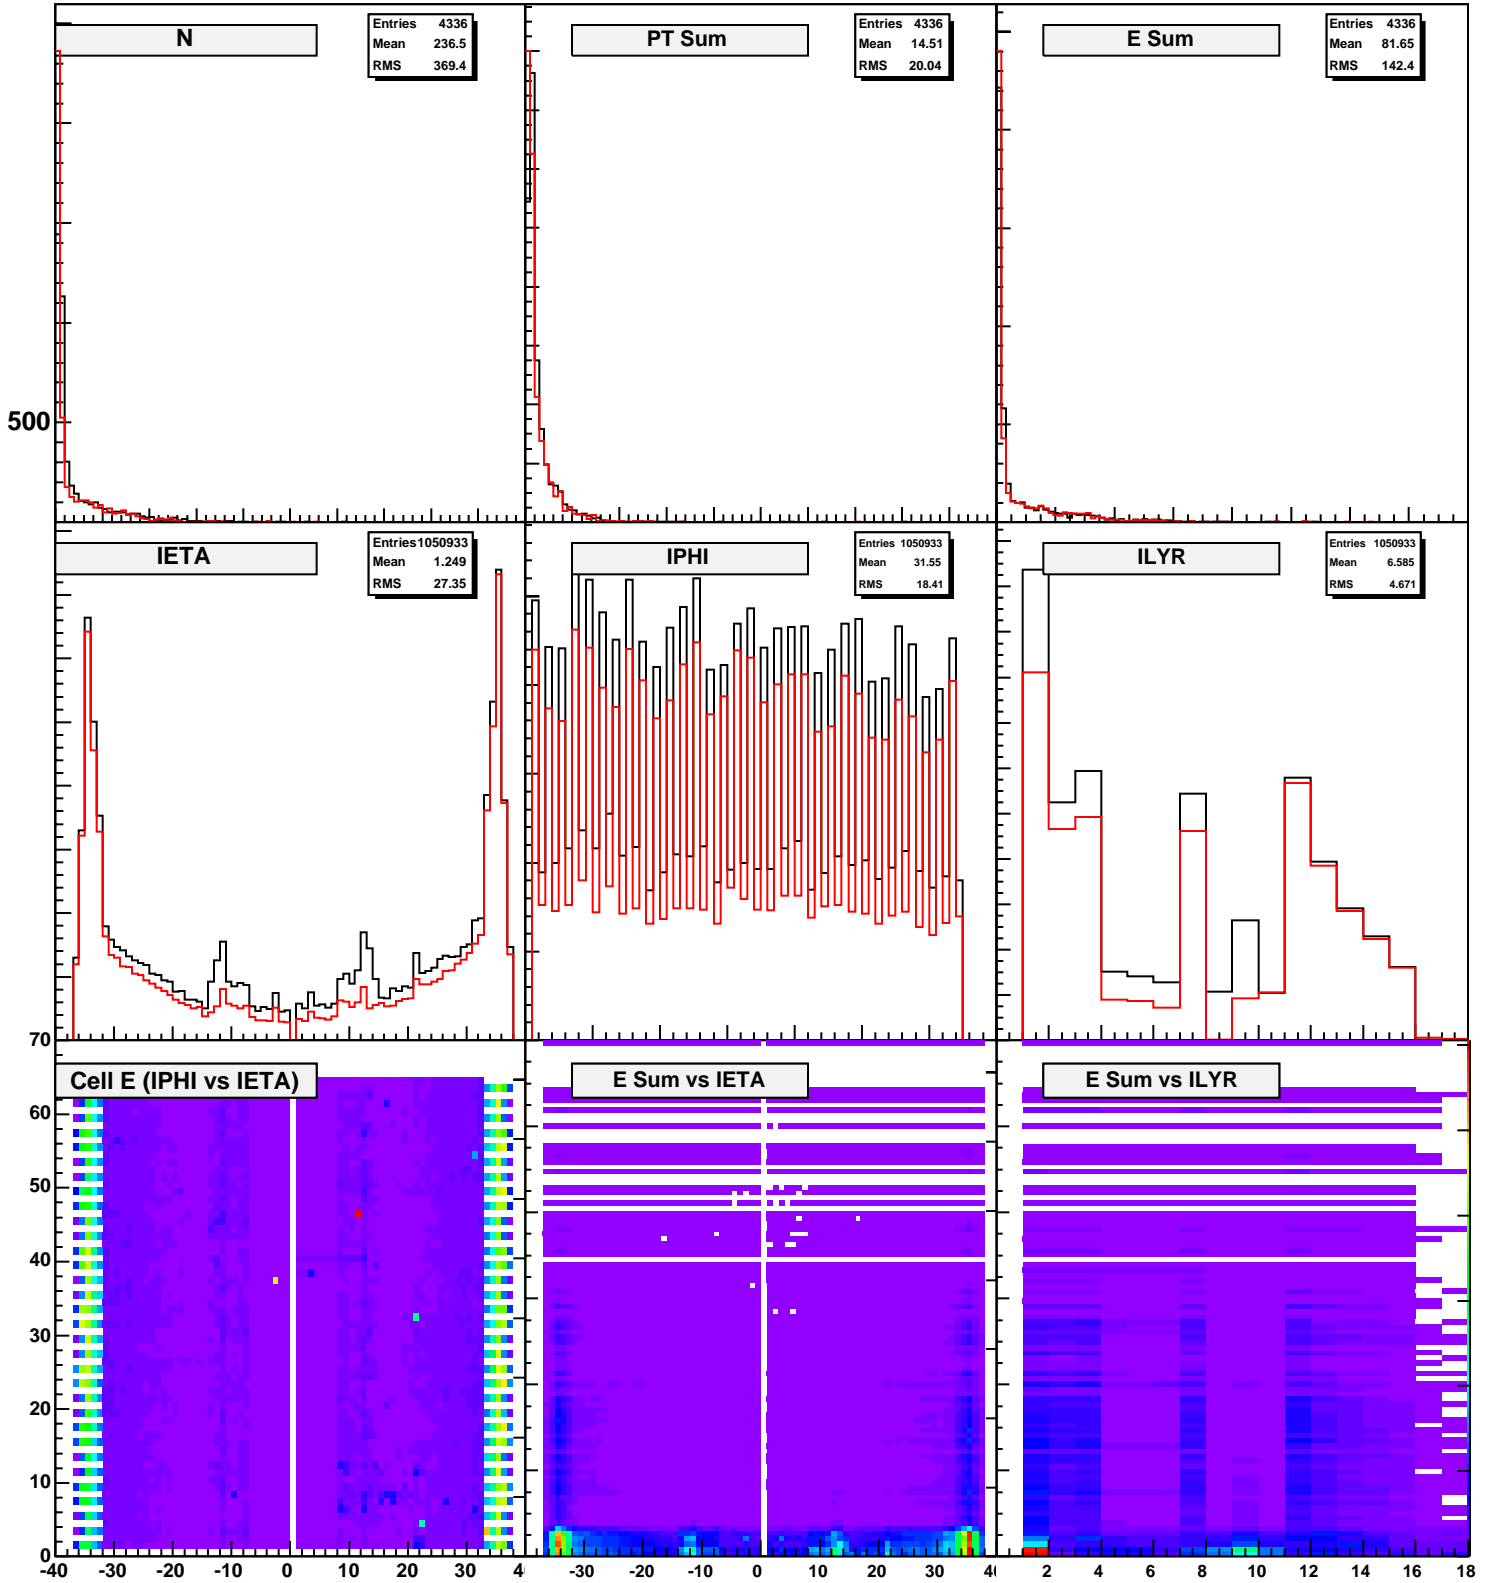 N
Entries 4336
Mean 236.5
RMS 369.4
PT Sum
Entries 4336
Mean 14.51
RMS 20.04
E Sum
Entries 4336
Mean 81.65
RMS 142.4
500
IETA
Entries 1050933
Mean 1.249
RMS 27.35
IPHI
Entries 1050933
Mean 31.55
RMS 18.41
ILYR
Entries 1050933
Mean 6.585
RMS 4.671
70
Cell E (IPHI vs IETA)
E Sum vs IETA
E Sum vs ILYR
60
50
40
30
20
10
0
-40 -30 -20 -10 0 10 20 30 4
-30 -20 -10 0 10 20 30 4
2 4 6 8 10 12 14 16 18